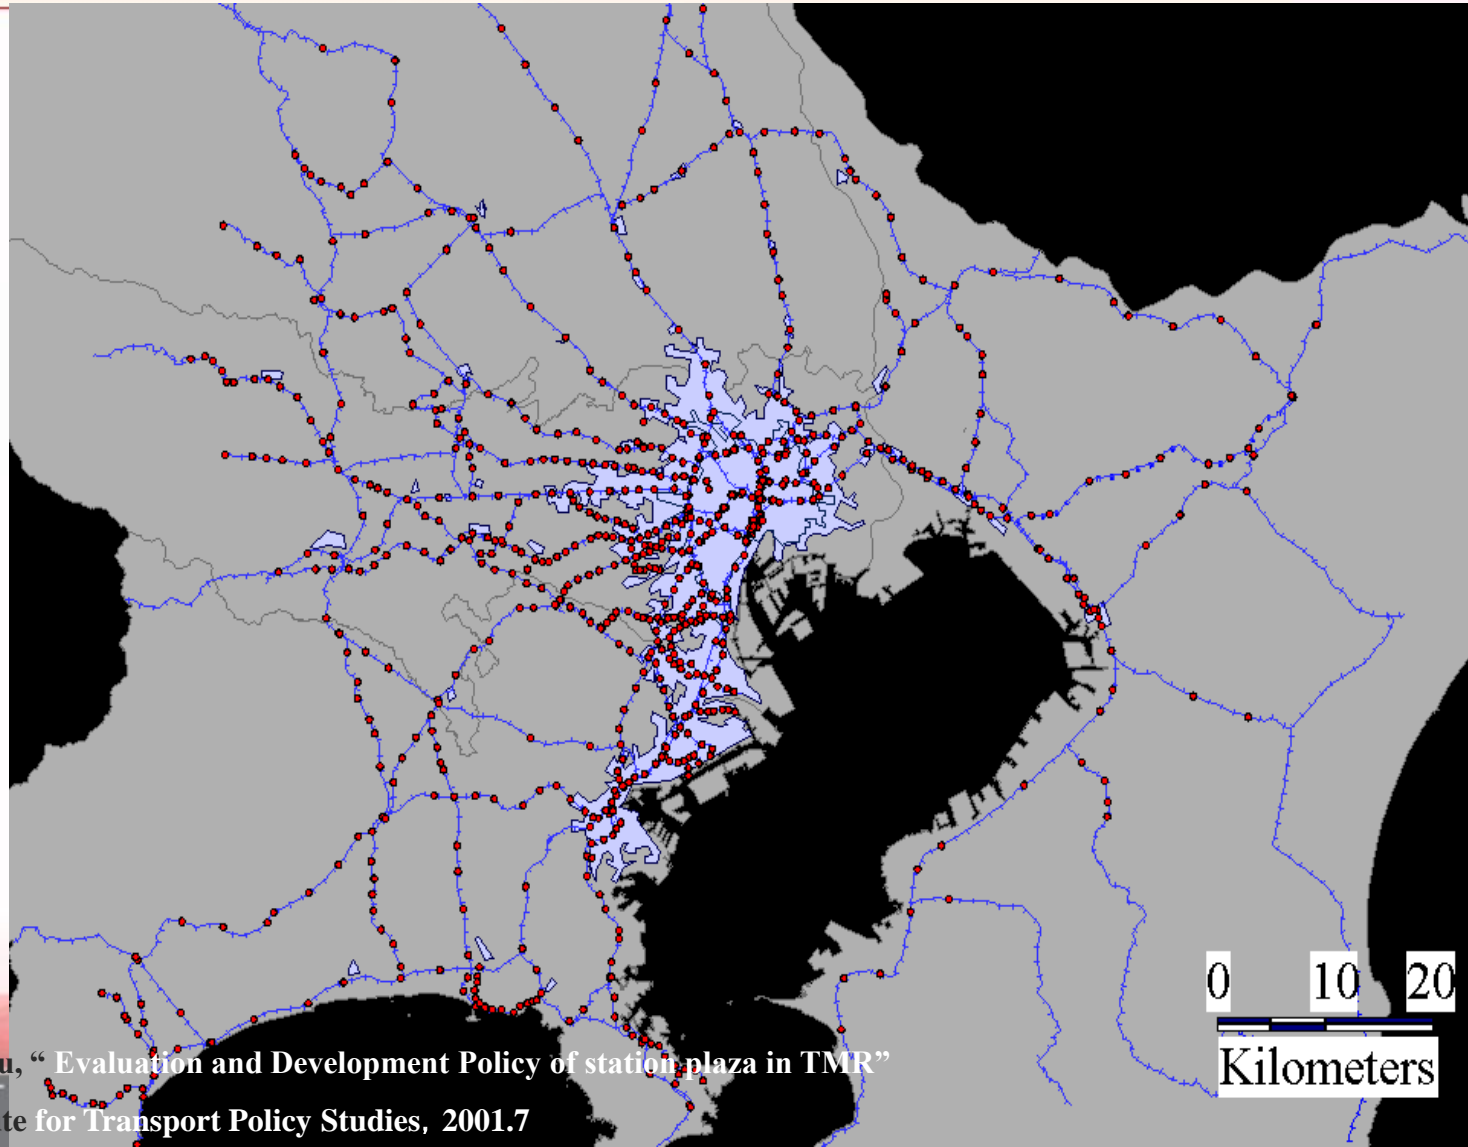 0 10 20
Kilometers
“ Evaluation and Development Policy of station plaza in TMR”
for Transport Policy Studies, 2001.7